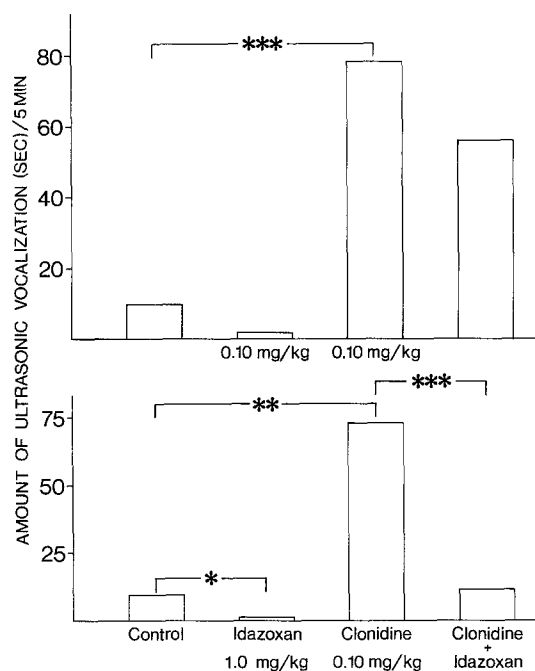 AMOUNT OF ULTRASONIC VOCALIZATION (SEC)/5 MIN
80
60
40
20
***
0.10 mg/kg 0.10 mg/kg
75
50
25
**
***
*
Control Idazoxan Clonidine Clonidine
+
Idazoxan
1.0 mg/kg 0.10 mg/kg